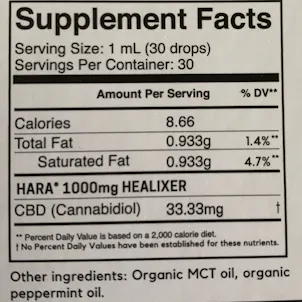 Supplement Facts
Serving Size: 1 mL (30 drops)
Servings Per Container: 30
Amount Per Serving % DV**
Calories 8.66
Total Fat 0.933g 1.4%**
Saturated Fat 0.933g 4.7%**
HARA® 1000mg HEALIXER
CBD (Cannabidiol) 33.33mg †
** Percent Daily Value is based on a 2,000 calorie diet.
† No Percent Daily Values have been established for these nutrients.
Other ingredients: Organic MCT oil, organic
peppermint oil.